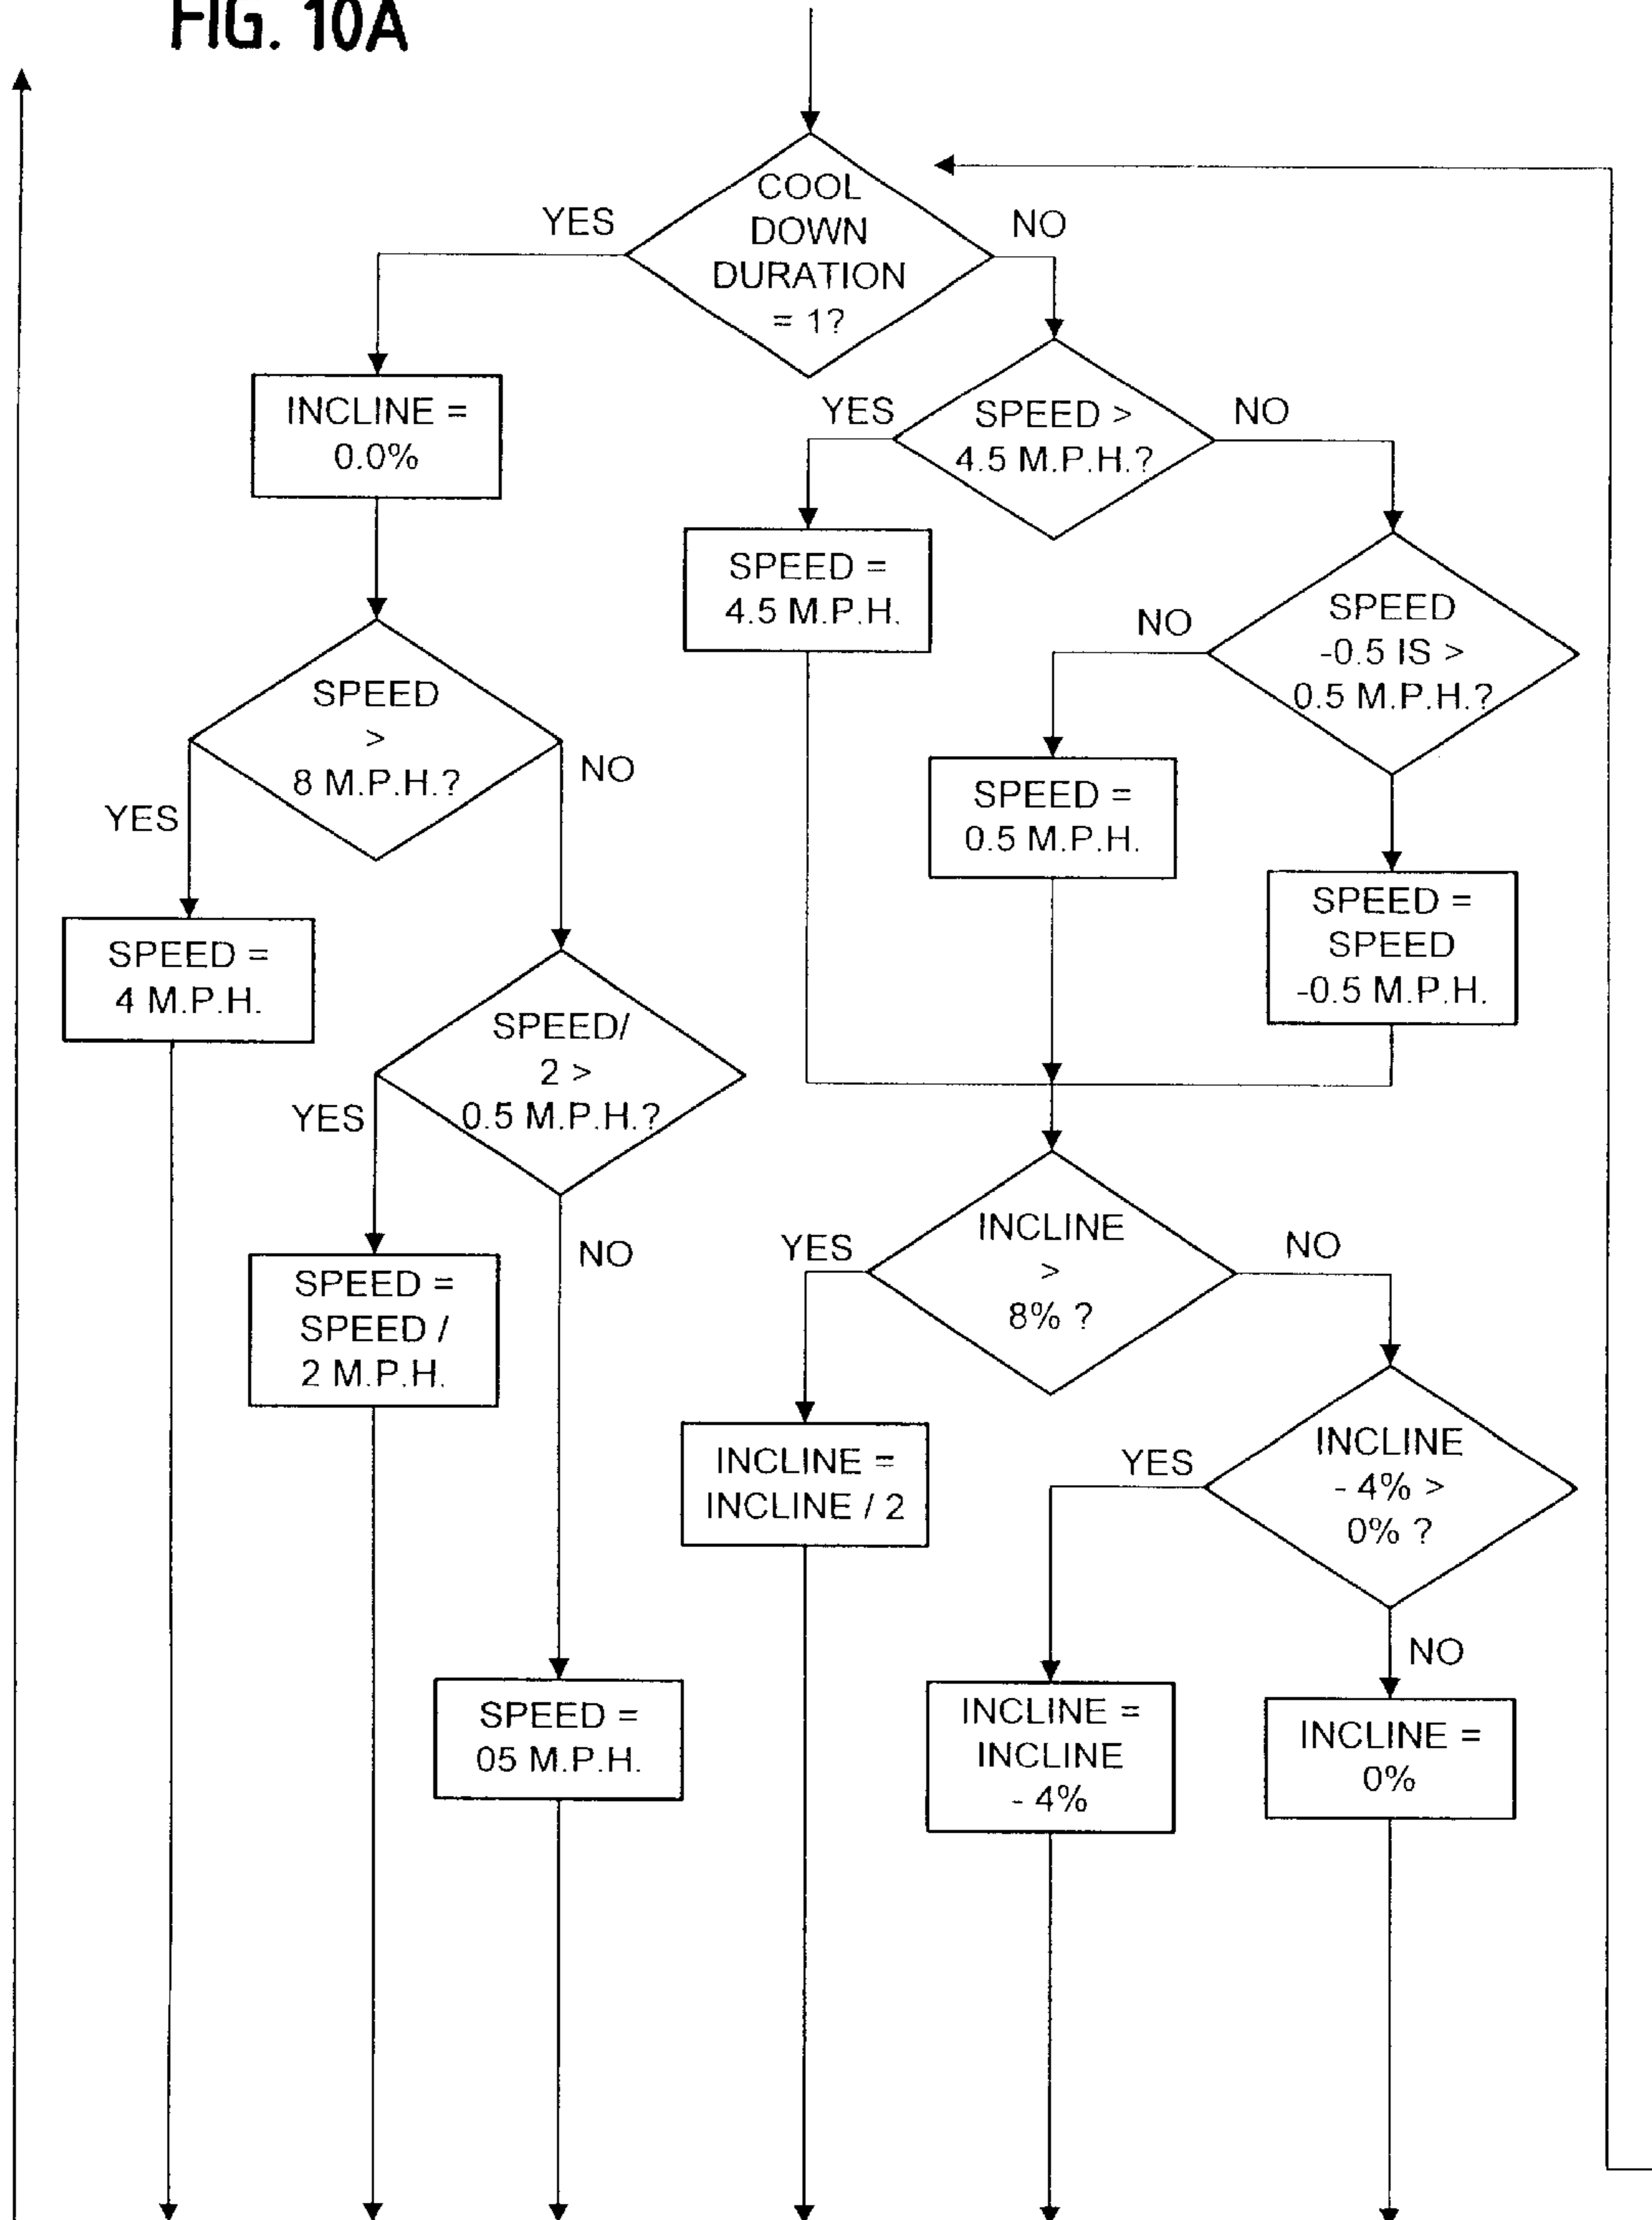 FIG. 10A
COOL
DOWN
DURATION
= 1?
YES
NO
INCLINE =
0.0%
SPEED >
4.5 M.P.H.?
YES
NO
SPEED =
4.5 M.P.H.
SPEED
-0.5 IS >
0.5 M.P.H.?
NO
SPEED
>
8 M.P.H.?
YES
NO
SPEED =
0.5 M.P.H.
SPEED =
SPEED
-0.5 M.P.H.
SPEED =
4 M.P.H.
SPEED/
2 >
0.5 M.P.H.?
YES
NO
INCLINE
>
8% ?
YES
NO
SPEED =
SPEED /
2 M.P.H.
INCLINE =
INCLINE / 2
INCLINE
- 4% >
0% ?
YES
NO
SPEED =
05 M.P.H.
INCLINE =
INCLINE
- 4%
INCLINE =
0%